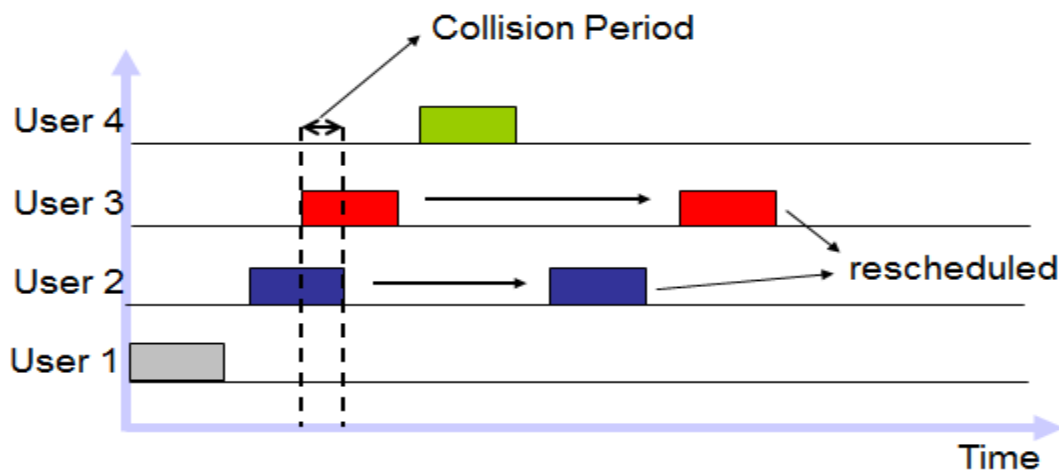 Collision Period
User 4
User 3
User 2
rescheduled
User 1
Time